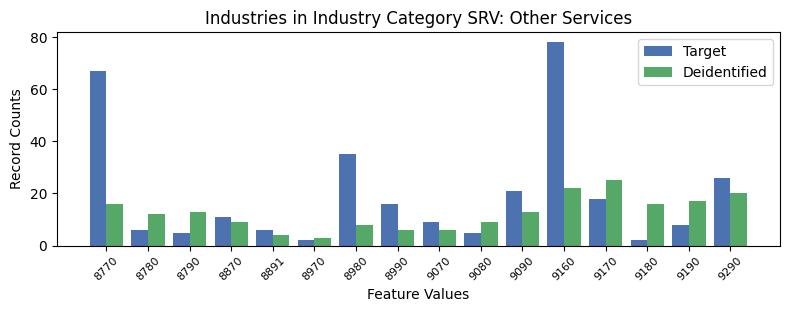 Industries in Industry Category SRV: Other Services
Record Counts
80
60
40
20
0
Target
Deidentified
8770 8780 8790 8870 8891 8970 8980 8990 9070 9080 9090 9160 9170 9180 9190 9290
Feature Values